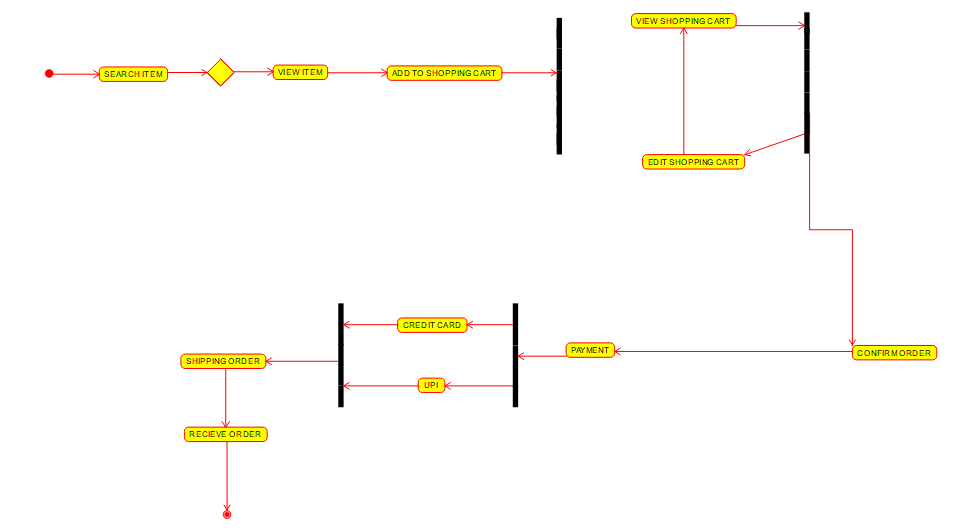 VIEW SHOPPING CART
SEARCH ITEM
VIEW ITEM
ADD TO SHOPPING CART
EDIT SHOPPING CART
CREDIT CARD
PAYMENT
CONFIRM ORDER
SHIPPING ORDER
UPI
RECIEVE ORDER